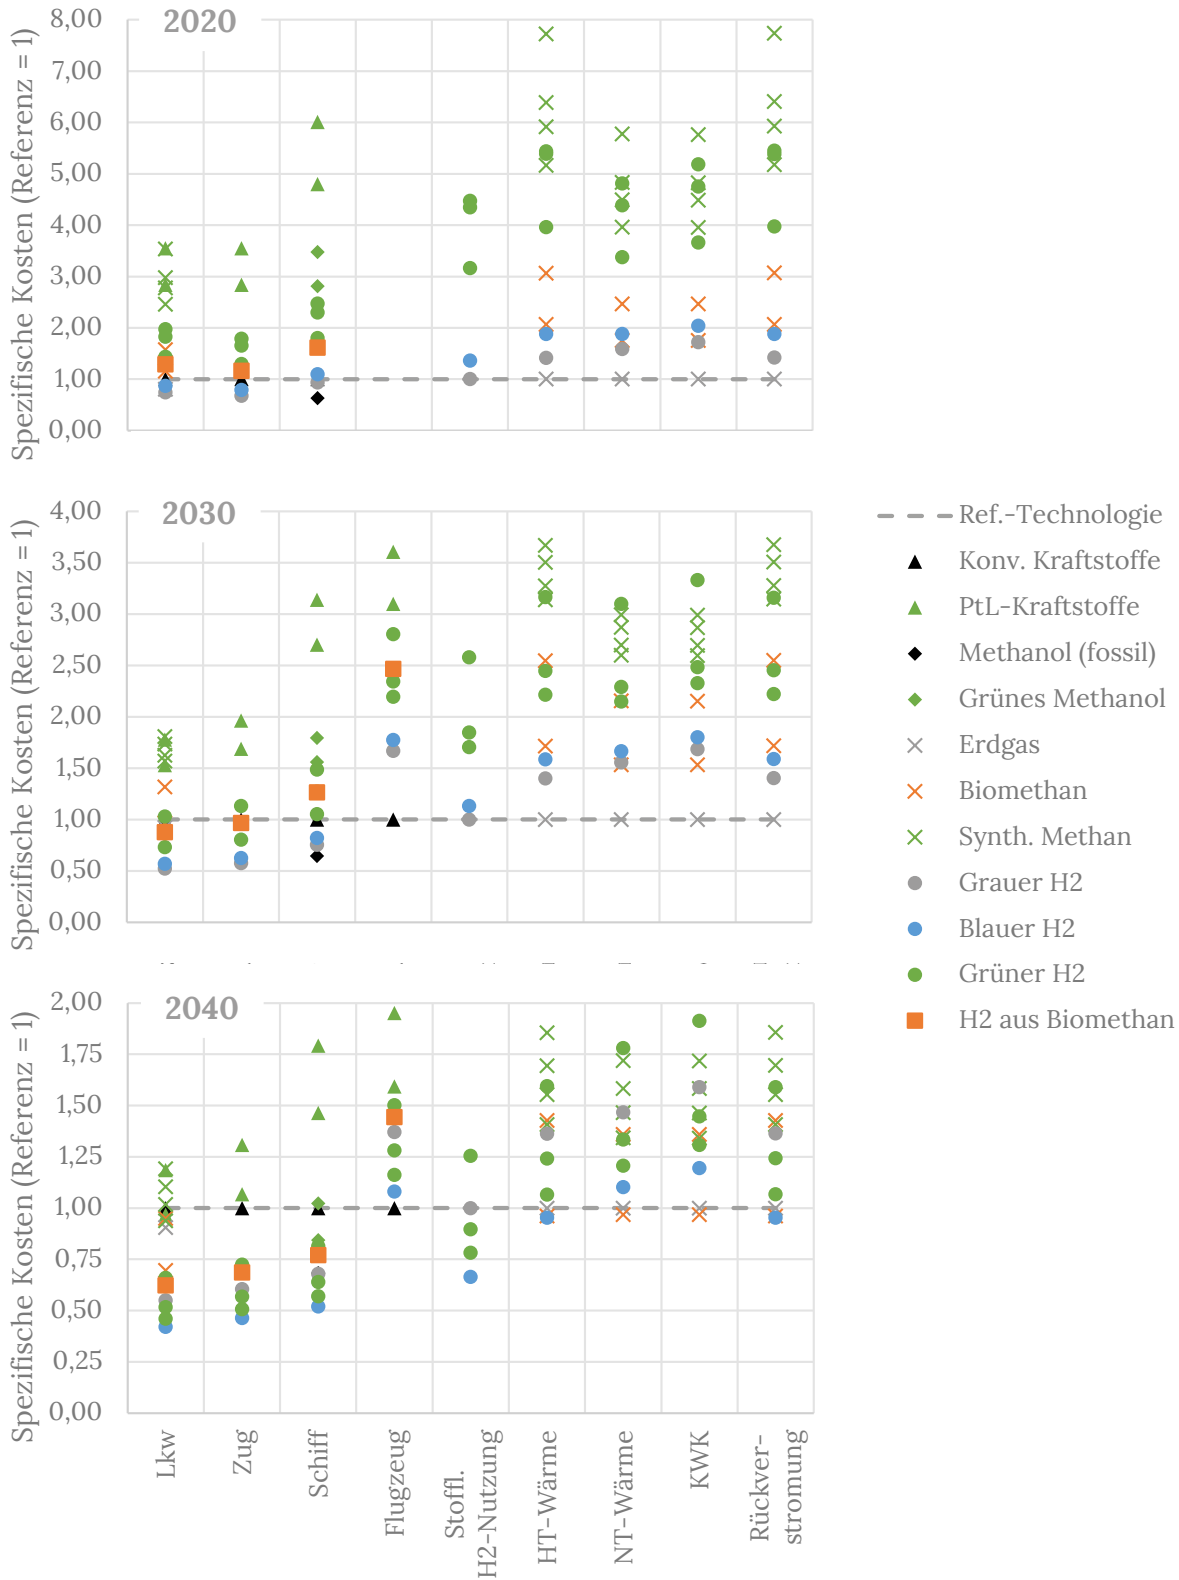 2020
Spezifische Kosten (Referenz = 1)
8,00
7,00
6,00
5,00
4,00
3,00
2,00
1,00
0,00
2030
Spezifische Kosten (Referenz = 1)
4,00
3,50
3,00
2,50
2,00
1,50
1,00
0,50
0,00
Ref.-Technologie
Konv. Kraftstoffe
PtL-Kraftstoffe
Methanol (fossil)
Grünes Methanol
Erdgas
Biomethan
Synth. Methan
Grauer H2
Blauer H2
Grüner H2
H2 aus Biomethan
2040
Spezifische Kosten (Referenz = 1)
2,00
1,75
1,50
1,25
1,00
0,75
0,50
0,25
0,00
Lkw
Zug
Schiff
Flugzeug
Stoffl.
H2-Nutzung
HT-Wärme
NT-Wärme
KWK
Rückver-
stromung